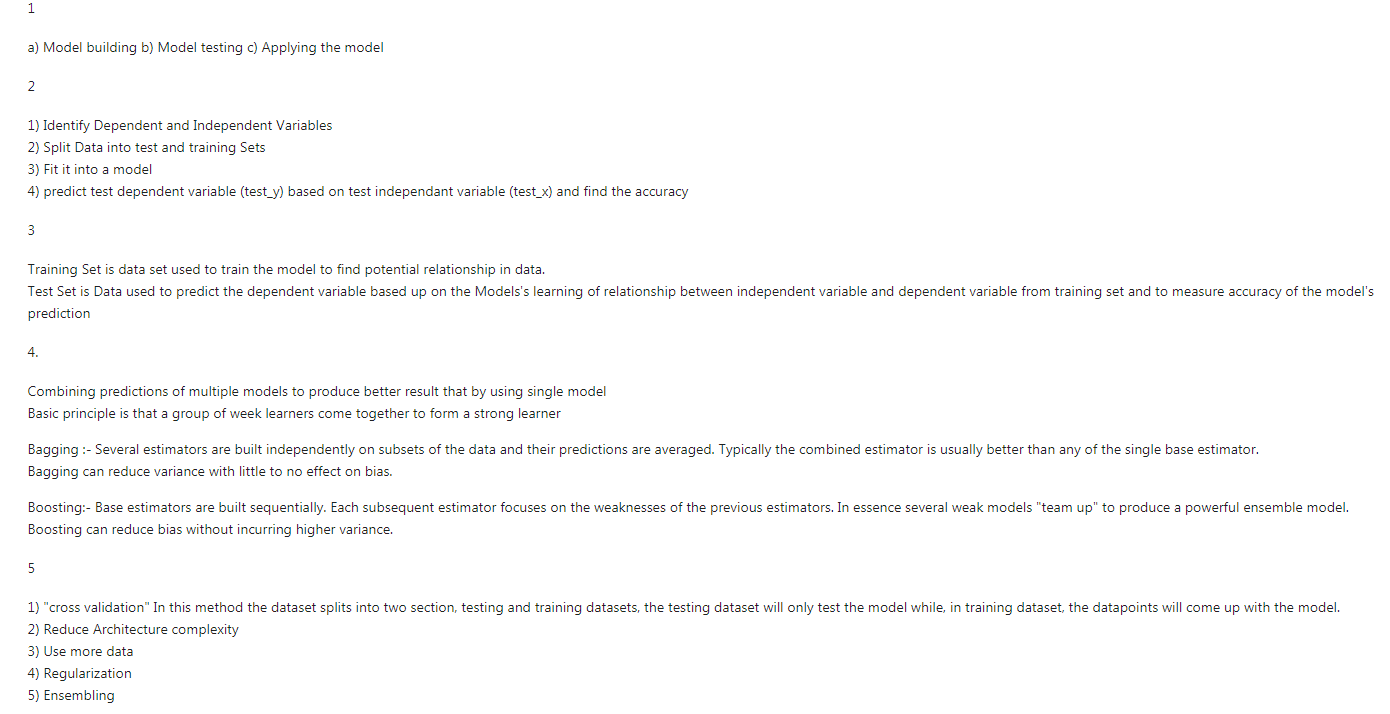 1
a) Model building b) Model testing c) Applying the model
2
1) Identify Dependent and Independent Variables
2) Split Data into test and training Sets
3) Fit it into a model
4) predict test dependent variable (test_y) based on test independant variable (test_x) and find the accuracy
3
Training Set is data set used to train the model to find potential relationship in data.
Test Set is Data used to predict the dependent variable based up on the Models's learning of relationship between independent variable and dependent variable from training set and to measure accuracy of the model's
prediction
4.
Combining predictions of multiple models to produce better result that by using single model
Basic principle is that a group of week learners come together to form a strong learner
Bagging :- Several estimators are built independently on subsets of the data and their predictions are averaged. Typically the combined estimator is usually better than any of the single base estimator.
Bagging can reduce variance with little to no effect on bias.
Boosting:- Base estimators are built sequentially. Each subsequent estimator focuses on the weaknesses of the previous estimators. In essence several weak models "team up" to produce a powerful ensemble model.
Boosting can reduce bias without incurring higher variance.
5
1) "cross validation" In this method the dataset splits into two section, testing and training datasets, the testing dataset will only test the model while, in training dataset, the datapoints will come up with the model.
2) Reduce Architecture complexity
3) Use more data
4) Regularization
5) Ensembling